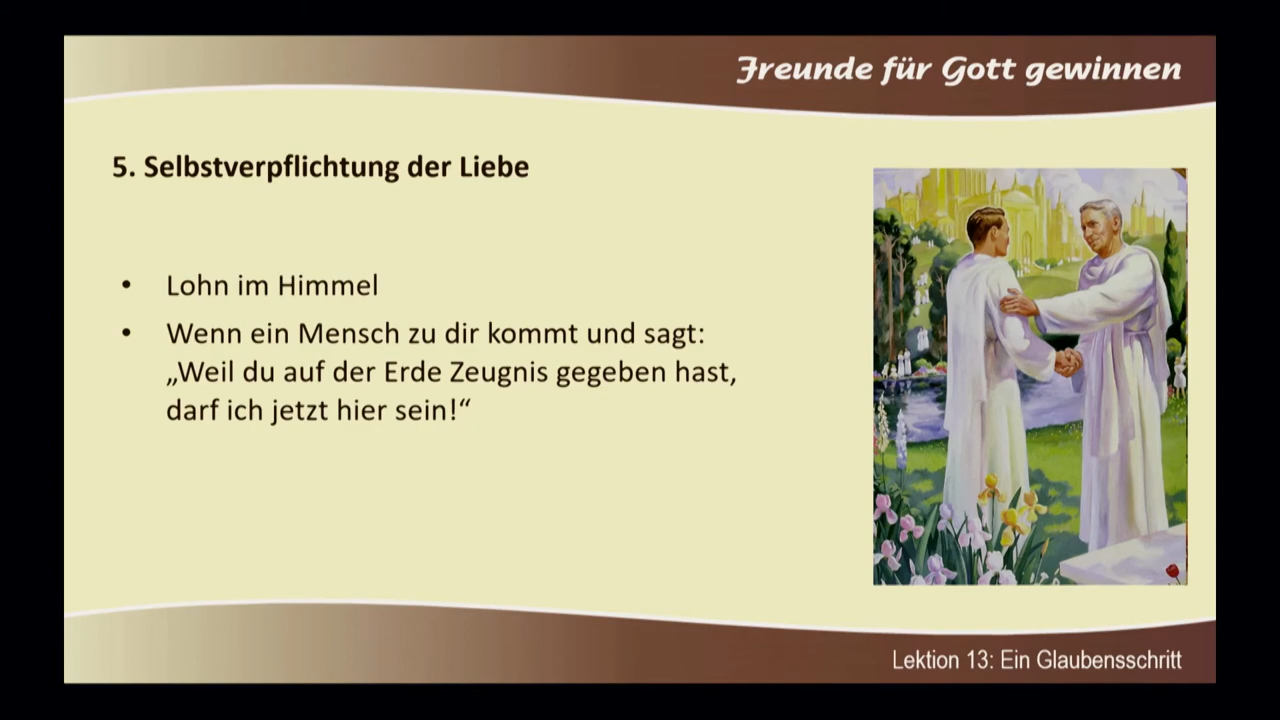 Freunde für Gott gewinnen
5. Selbstverpflichtung der Liebe
• Lohn im Himmel
• Wenn ein Mensch zu dir kommt und sagt:
„Weil du auf der Erde Zeugnis gegeben hast,
darf ich jetzt hier sein!“
Lektion 13: Ein Glaubensschritt